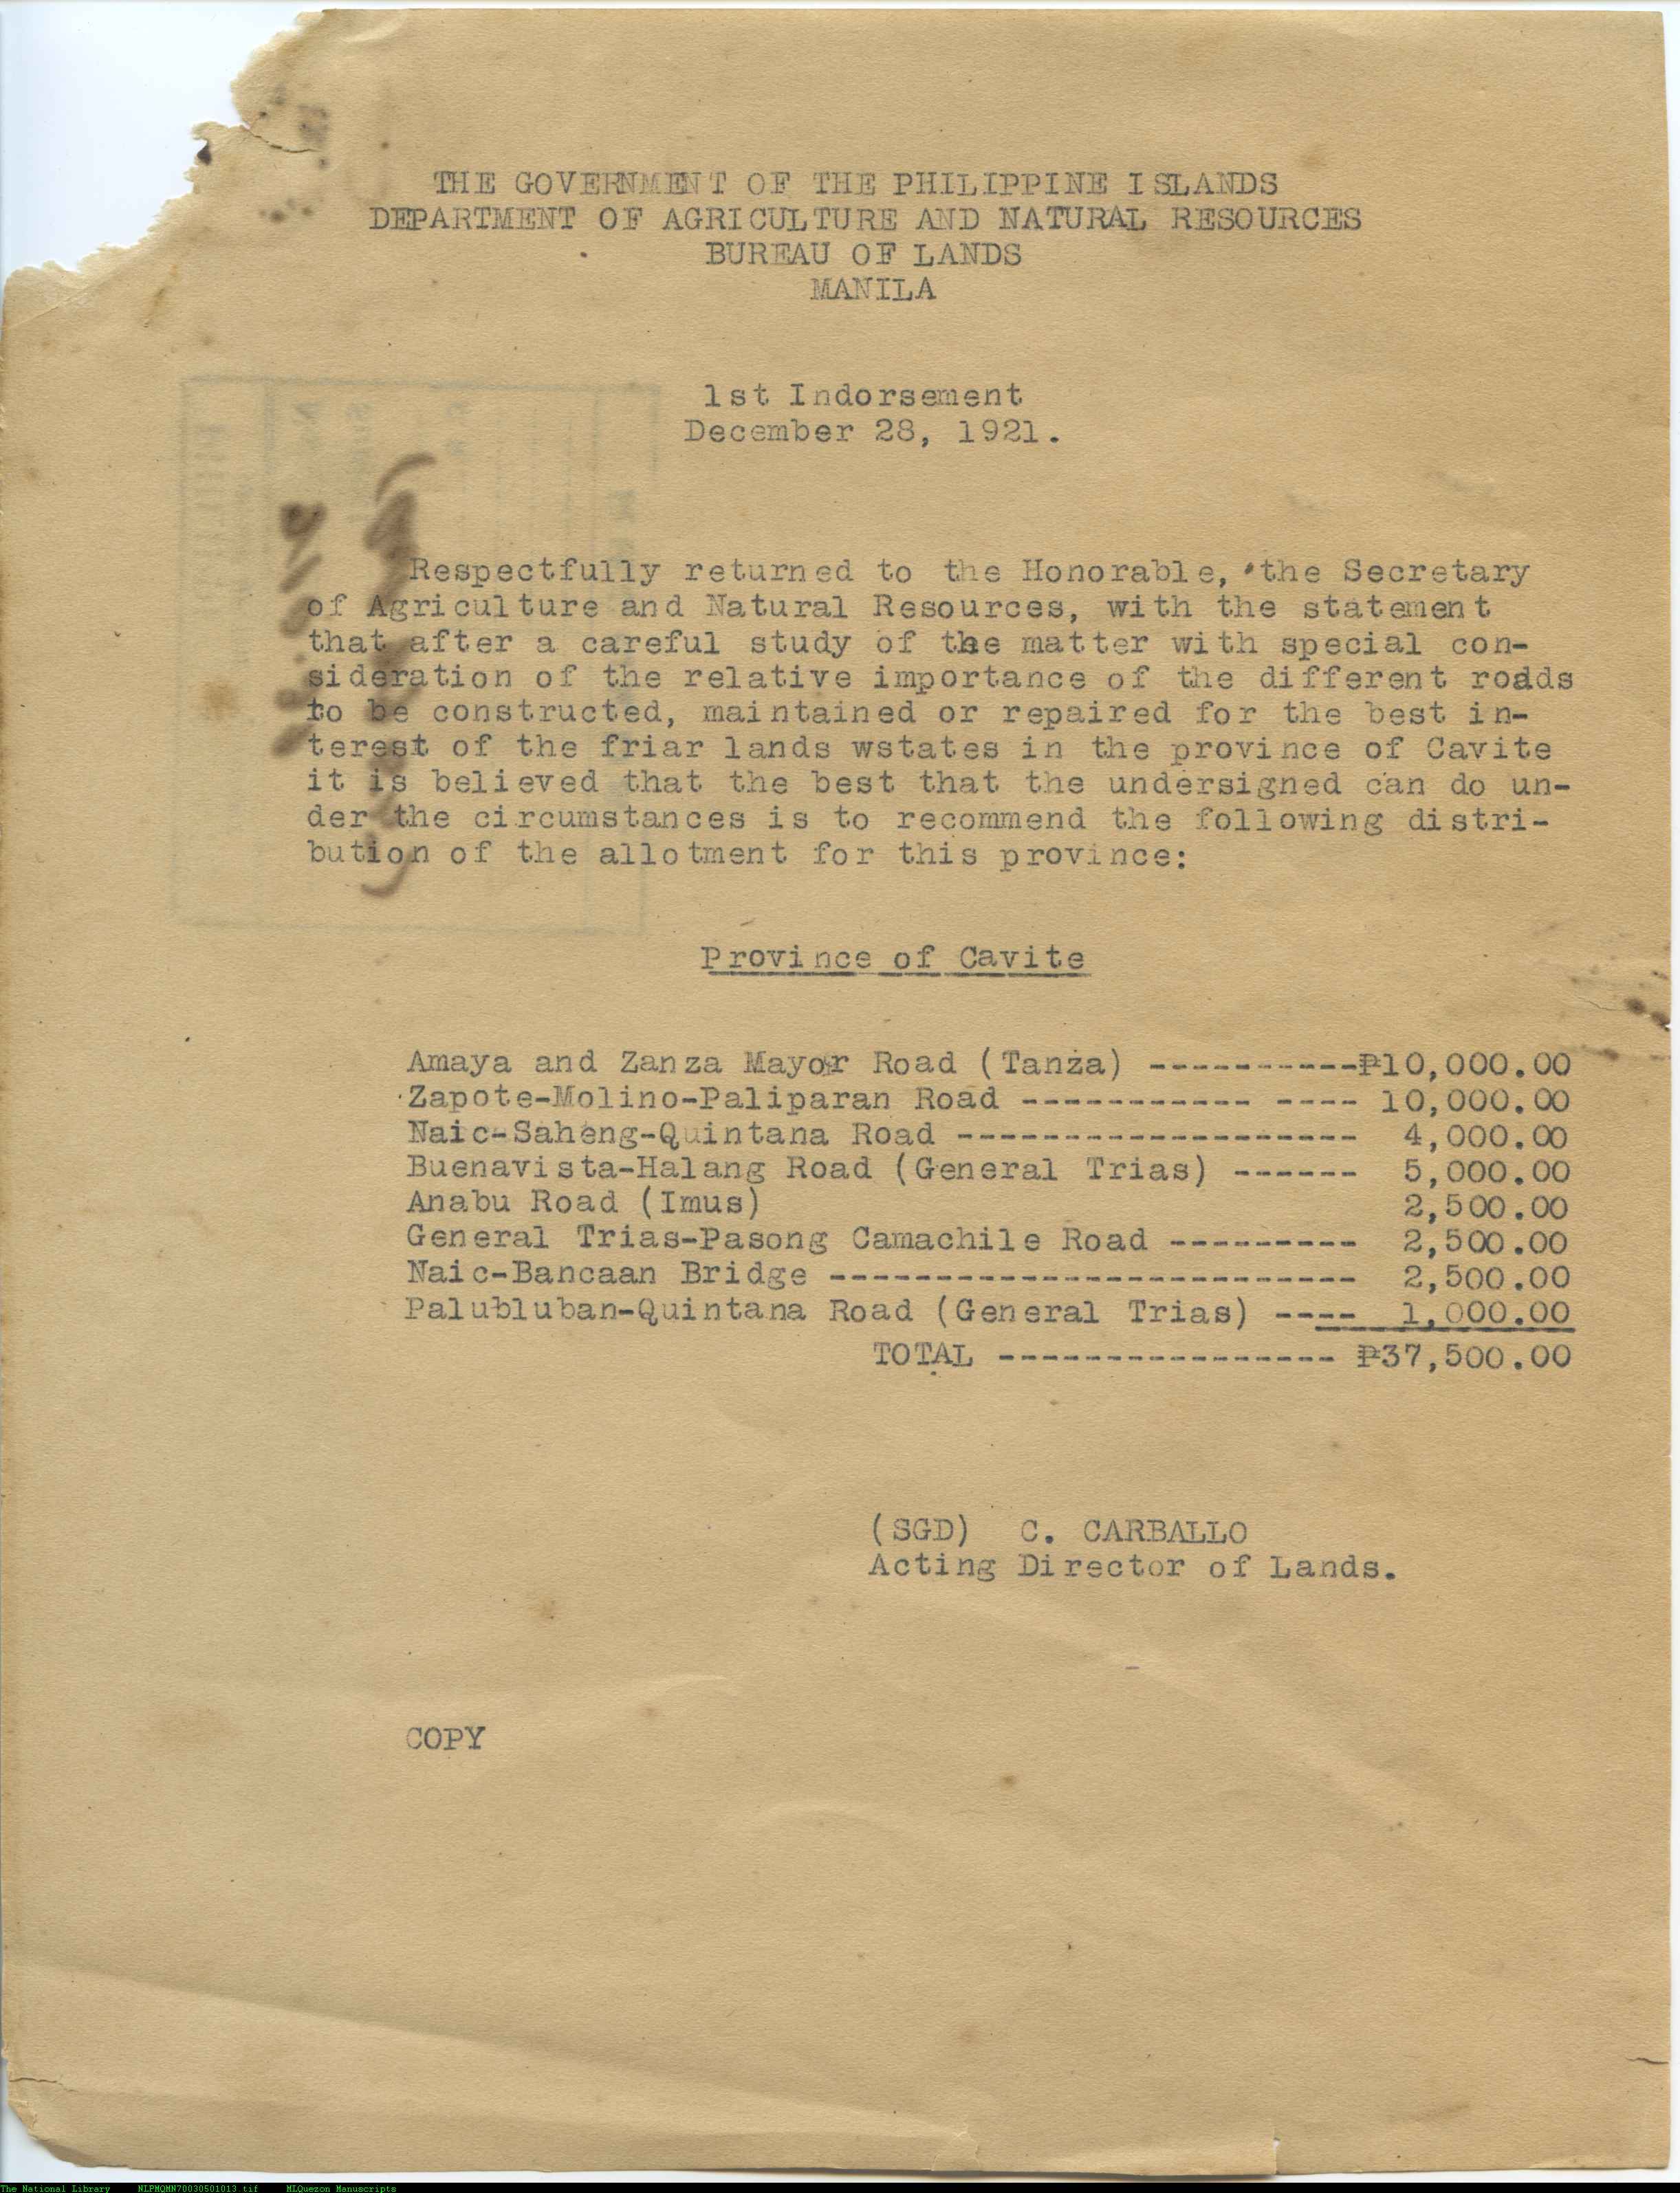 THE GOVERNMENT OF THE PHILIPPINE ISLANDS
DEPARTMENT OF AGRICULTURE AND NATURAL RESOURCES
BUREAU OF LANDS
MANILA
1st Indorsement
December 28, 1921.
Respectfully returned to the Honorable, the Secretary
of Agriculture and Natural Resources, with the statement
that after a careful study of the matter with special con-
sideration of the relative importance of the different roads
to be constructed, maintained or repaired for the best in-
terest of the friar lands wstates in the province of Cavite
it is believed that the best that the undersigned can do un-
der the circumstances is to recommend the following distri-
bution of the allotment for this province:
Province of Cavite
Amaya and Zanza Mayor Road (Tanza) ----------₱10,000.00
Zapote-Molino-Paliparan Road ----------- ---- 10,000.00
Naic-Saheng-Quintana Road ------------------- 4,000.00
Buenavista-Halang Road (General Trias) ------ 5,000.00
Anabu Road (Imus) 2,500.00
General Trias-Pasong Camachile Road --------- 2,500.00
Naic-Bancaan Bridge ------------------------- 2,500.00
Palubluban-Quintana Road (General Trias) ---- 1,000.00
TOTAL ---------------- ₱37,500.00
(SGD) C. CARBALLO
Acting Director of Lands.
COPY
The National Library NLPMQMN70030501013.tif MLQuezon Manuscripts